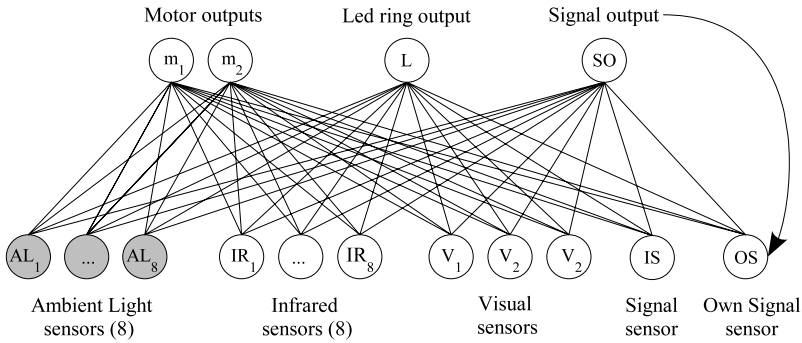 Motor outputs Led ring output Signal output
m1 m2 L SO
AL1 ... AL8 IR1 ... IR8 V1 V2 V2 IS OS
Ambient Light sensors (8)
Infrared sensors (8)
Visual sensors
Signal sensor
Own Signal sensor